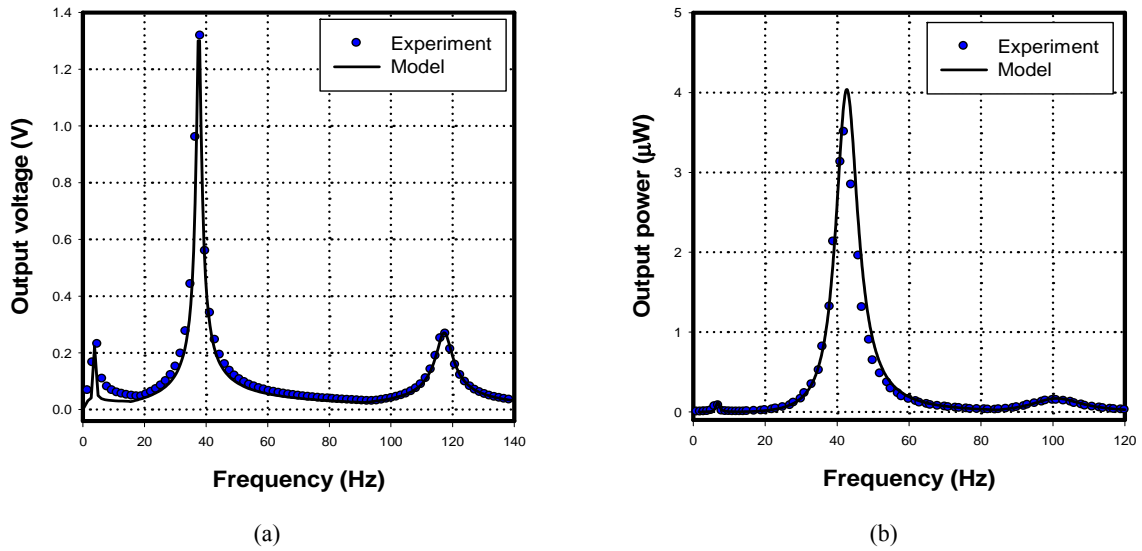 1.4
1.2
1.0
0.8
0.6
0.4
0.2
0.0
Output voltage (V)
Experiment
Model
0 20 40 60 80 100 120 140
Frequency (Hz)
(a)
5
4
3
2
1
0
Output power (μW)
Experiment
Model
0 20 40 60 80 100 120
Frequency (Hz)
(b)